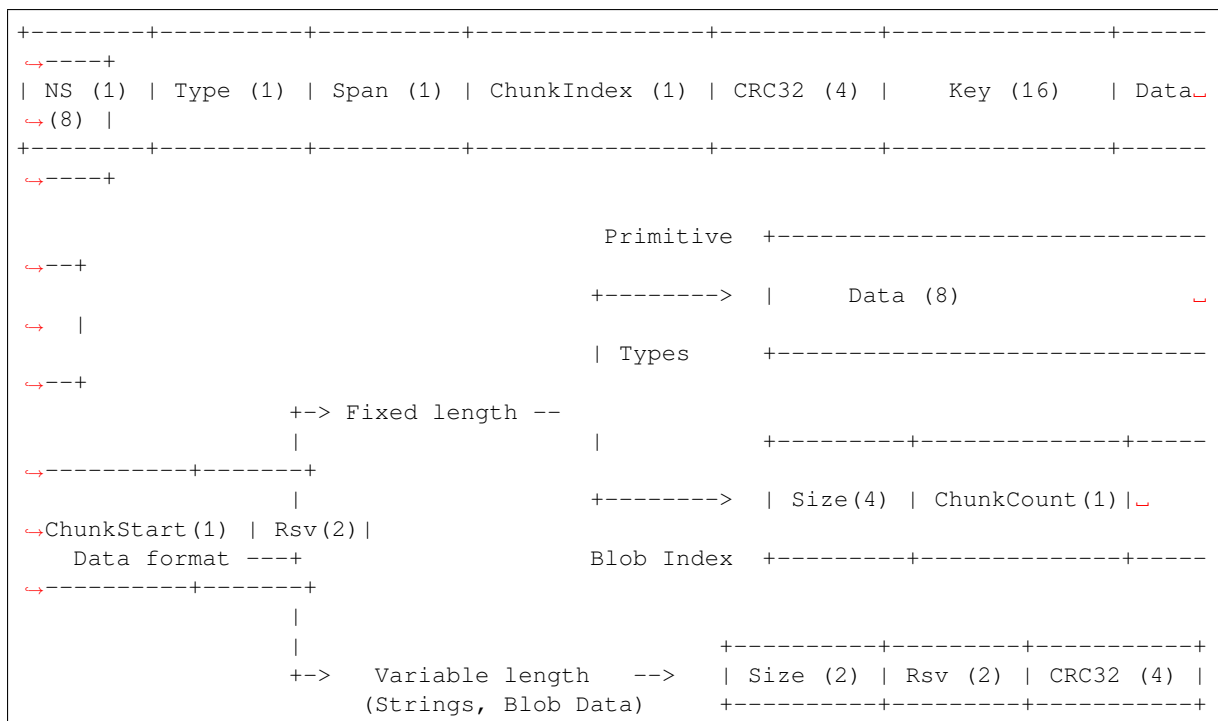 +--------+----------+----------+---------------+-----------+---------------+------
↪----+
| NS (1) | Type (1) | Span (1) | ChunkIndex (1) | CRC32 (4) |    Key (16)   | Data␣
↪(8) |
+--------+----------+----------+---------------+-----------+---------------+------
↪----+
                                         Primitive  +-----------------------------
↪--+
                                        +-------->  |     Data (8)                ␣
↪  |
                                        | Types     +-----------------------------
↪--+
                   +-> Fixed length --
                   |                    |           +---------+--------------+-----
↪----------+-------+
                   |                    +-------->  | Size(4) | ChunkCount(1)|␣
↪ChunkStart(1) | Rsv(2)|
    Data format ---+                    Blob Index  +---------+--------------+-----
↪----------+-------+
                   |
                   |                             +----------+---------+-----------+
                   +->   Variable length   -->   | Size (2) | Rsv (2) | CRC32 (4) |
                        (Strings, Blob Data)     +----------+---------+-----------+